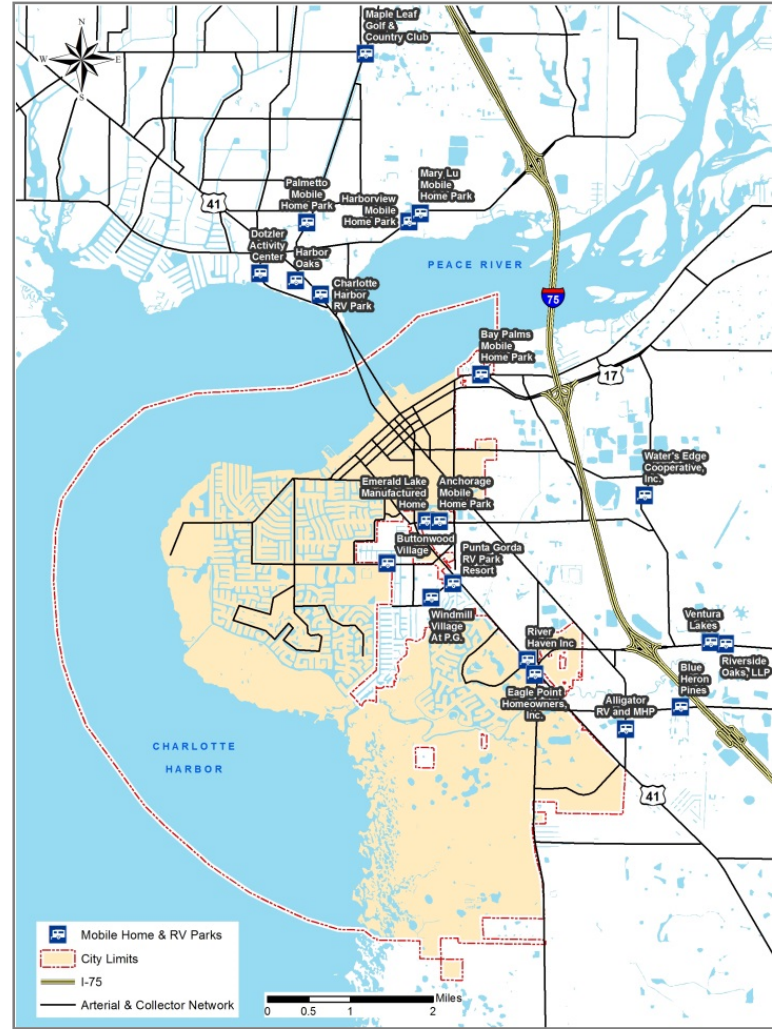 Maple Leaf
Golf &
Country Club
N
W
E
S
41
Palmetto
Mobile
Home Park
Harborview
Mobile
Home Park
Mary Lu
Mobile
Home Park
Dotzler
Activity
Center
Harbor
Oaks
Charlotte
Harbor
RV Park
PEACE RIVER
75
Bay Palms
Mobile
Home Park
17
Water's Edge
Cooperative,
Inc.
Emerald Lake
Manufactured
Home
Anchorage
Mobile
Home Park
Buttonwood
Village
Punta Gorda
RV Park
Resort
Windmill
Village
At P.G.
River
Haven Inc
Ventura
Lakes
Riverside
Oaks, LLP
Blue
Heron
Pines
Eagle Point
Homeowners,
Inc.
Alligator
RV and MHP
CHARLOTTE
HARBOR
41
Mobile Home & RV Parks
City Limits
I-75
Arterial & Collector Network
Miles
0 0.5 1 2